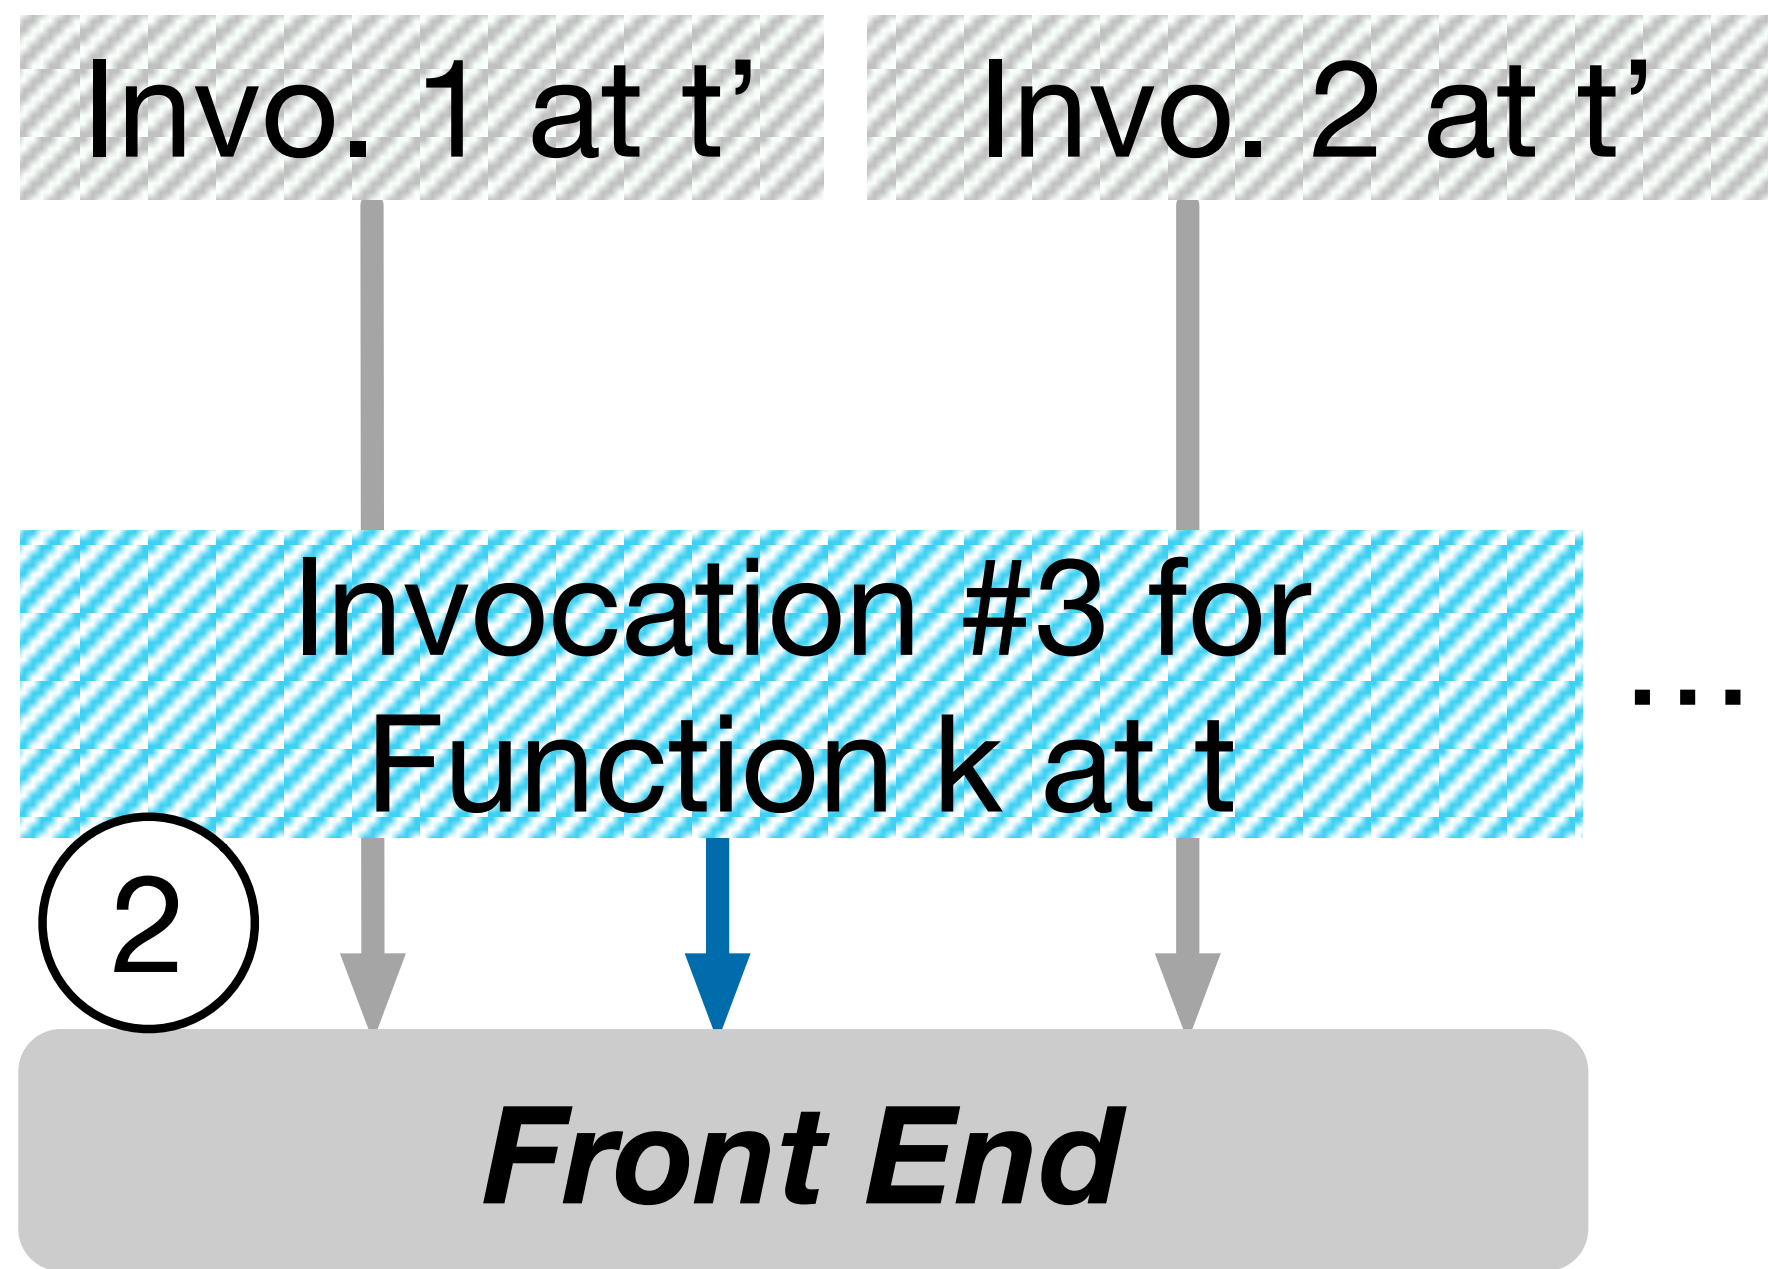 Invo. 1 at t’
Invo. 2 at t’
Invocation #3 for
Function k at t
...
2
Front End